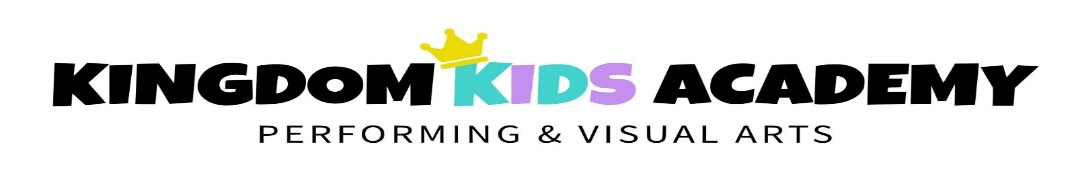 KINGDOM KIDS ACADEMY
PERFORMING & VISUAL ARTS